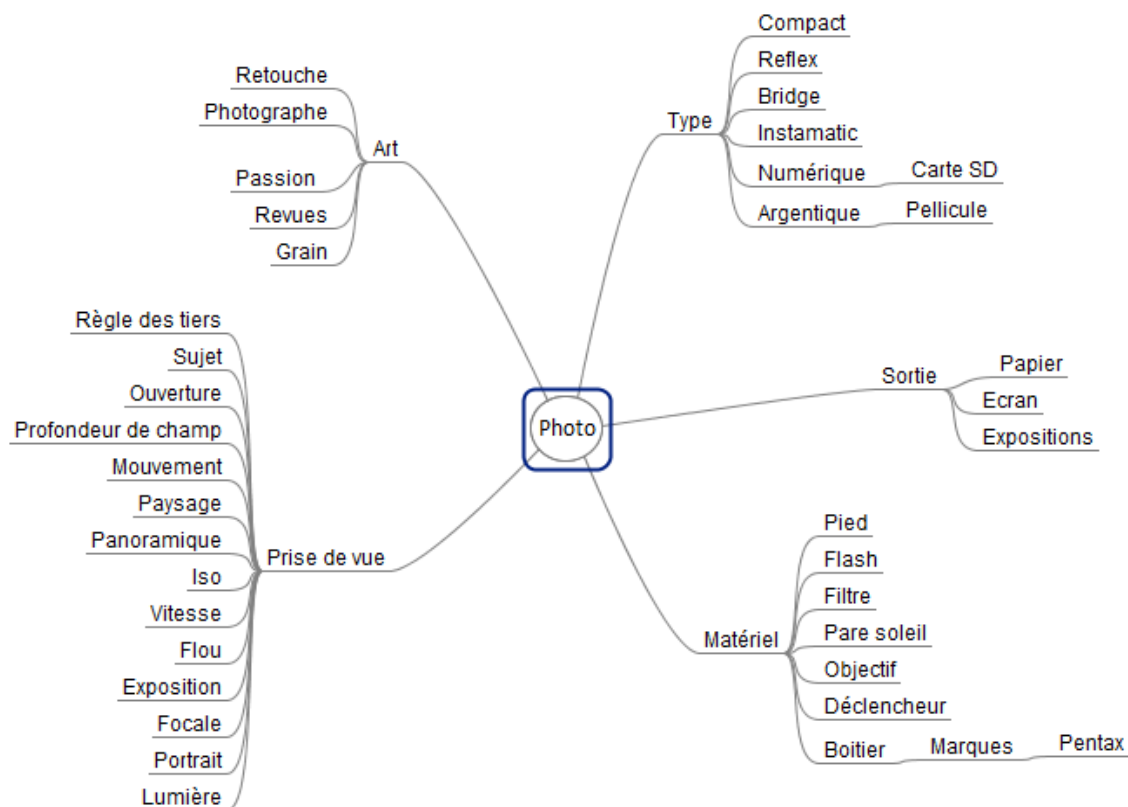 Photo
Art
Retouche
Photographe
Passion
Revues
Grain
Type
Compact
Reflex
Bridge
Instamatic
Numérique
Carte SD
Argentique
Pellicule
Sortie
Papier
Ecran
Expositions
Matériel
Pied
Flash
Filtre
Pare soleil
Objectif
Déclencheur
Boitier
Marques
Pentax
Prise de vue
Règle des tiers
Sujet
Ouverture
Profondeur de champ
Mouvement
Paysage
Panoramique
Iso
Vitesse
Flou
Exposition
Focale
Portrait
Lumière